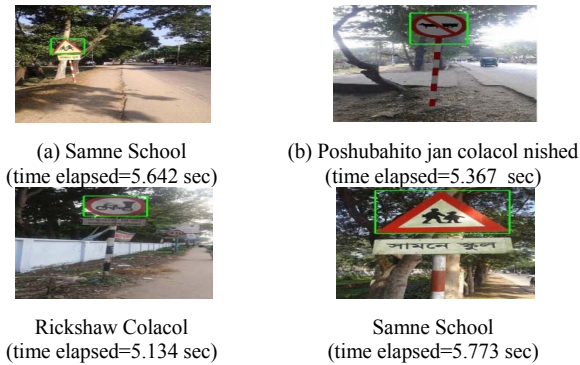 (a) Samne School
(time elapsed=5.642 sec)
(b) Poshubahito jan colacol nished
(time elapsed=5.367 sec)
সামনে স্কুল
Rickshaw Colacol
(time elapsed=5.134 sec)
Samne School
(time elapsed=5.773 sec)